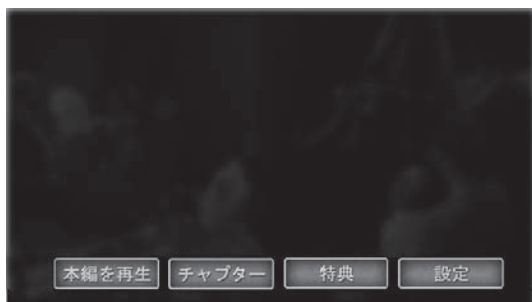 本編を再生
チャプター
特典
設定